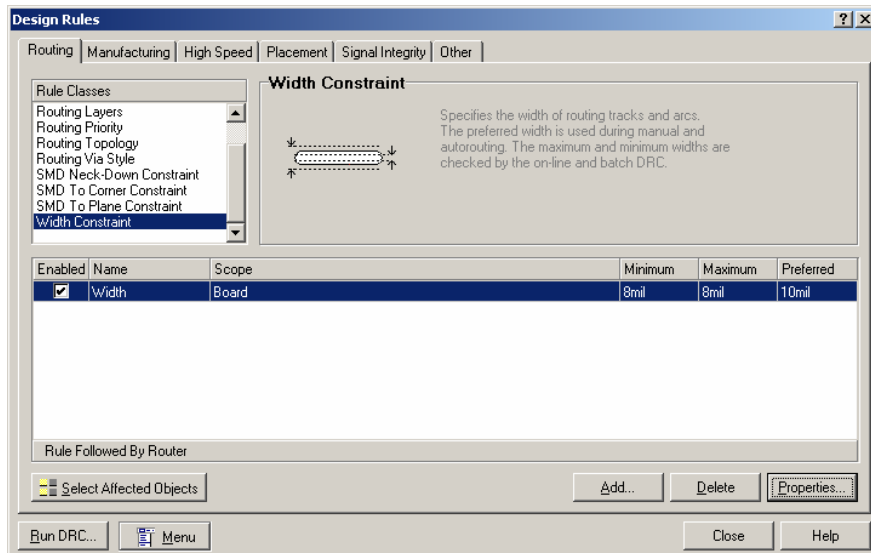 Design Rules
Routing Manufacturing High Speed Placement Signal Integrity Other
Rule Classes
Routing Layers
Routing Priority
Routing Topology
Routing Via Style
SMD Neck-Down Constraint
SMD To Corner Constraint
SMD To Plane Constraint
Width Constraint
Width Constraint
Specifies the width of routing tracks and arcs.
The preferred width is used during manual and
autorouting. The maximum and minimum widths are
checked by the on-line and batch DRC.
Enabled Name Scope Minimum Maximum Preferred
Width Board 8mil 8mil 10mil
Rule Followed By Router
Select Affected Objects Add... Delete Properties...
Run DRC... Menu Close Help